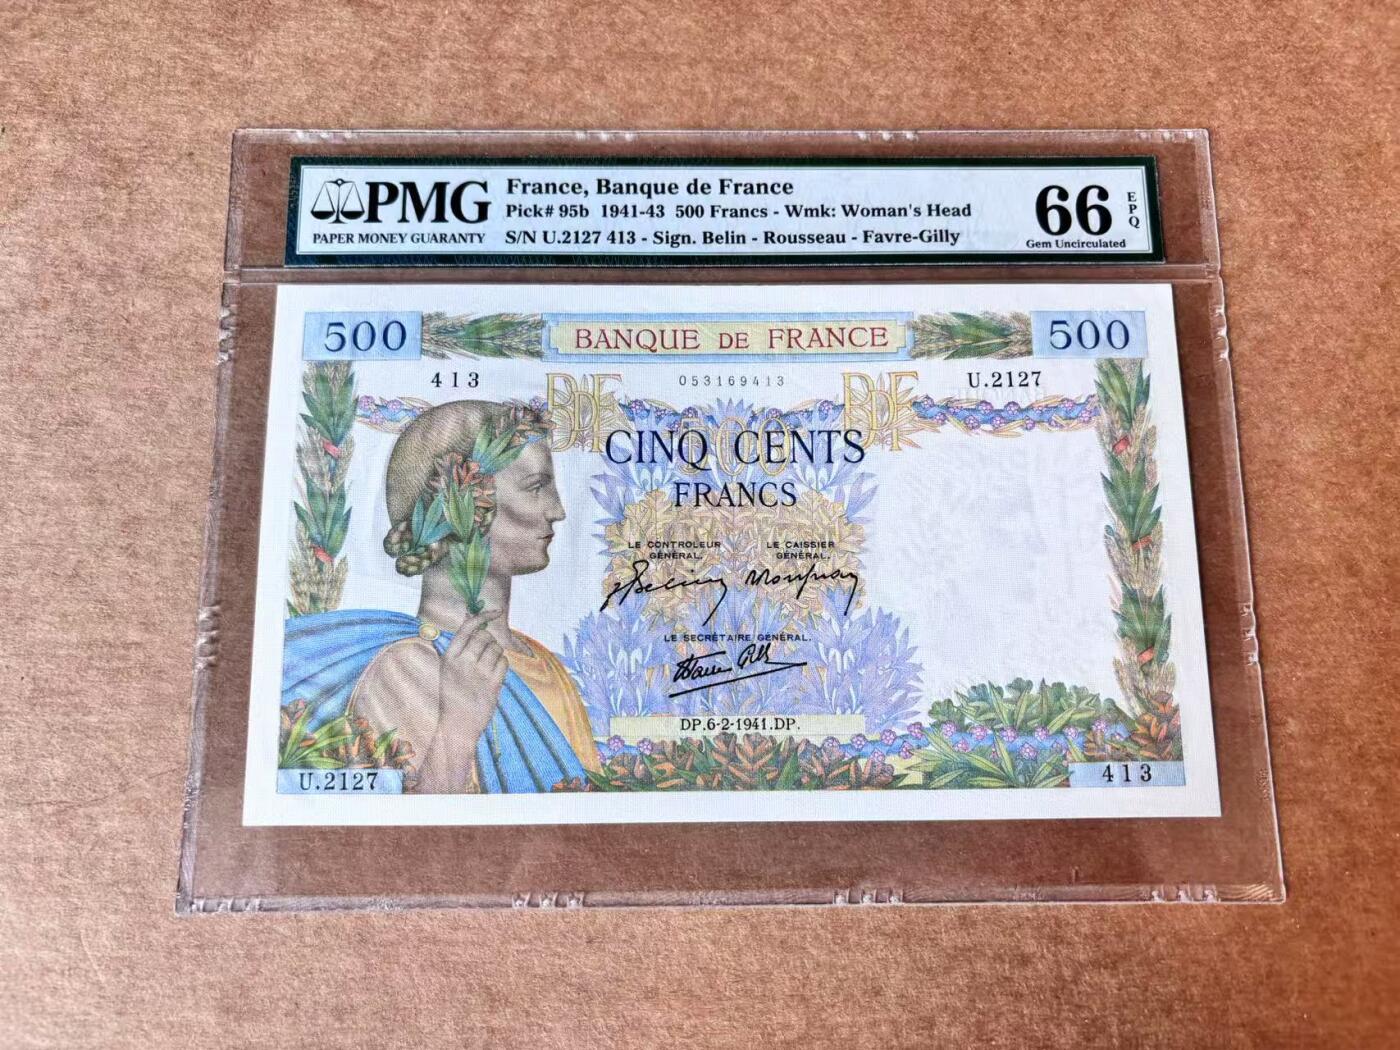 PMG
PAPER MONEY GUARANTY
France, Banque de France
Pick# 95b 1941-43 500 Francs - Wmk: Woman's Head
S/N U.2127 413 - Sign. Belin - Rousseau - Favre-Gilly
66
EPQ
Gem Uncirculated
500
BANQUE DE FRANCE
500
413
053169413
U.2127
BDF
BDF
500
CINQ CENTS
FRANCS
LE CONTROLEUR
GÉNÉRAL.
LE CAISSIER
GÉNÉRAL.
LE SECRÉTAIRE GÉNÉRAL.
DP.6-2-1941.DP.
U.2127
413